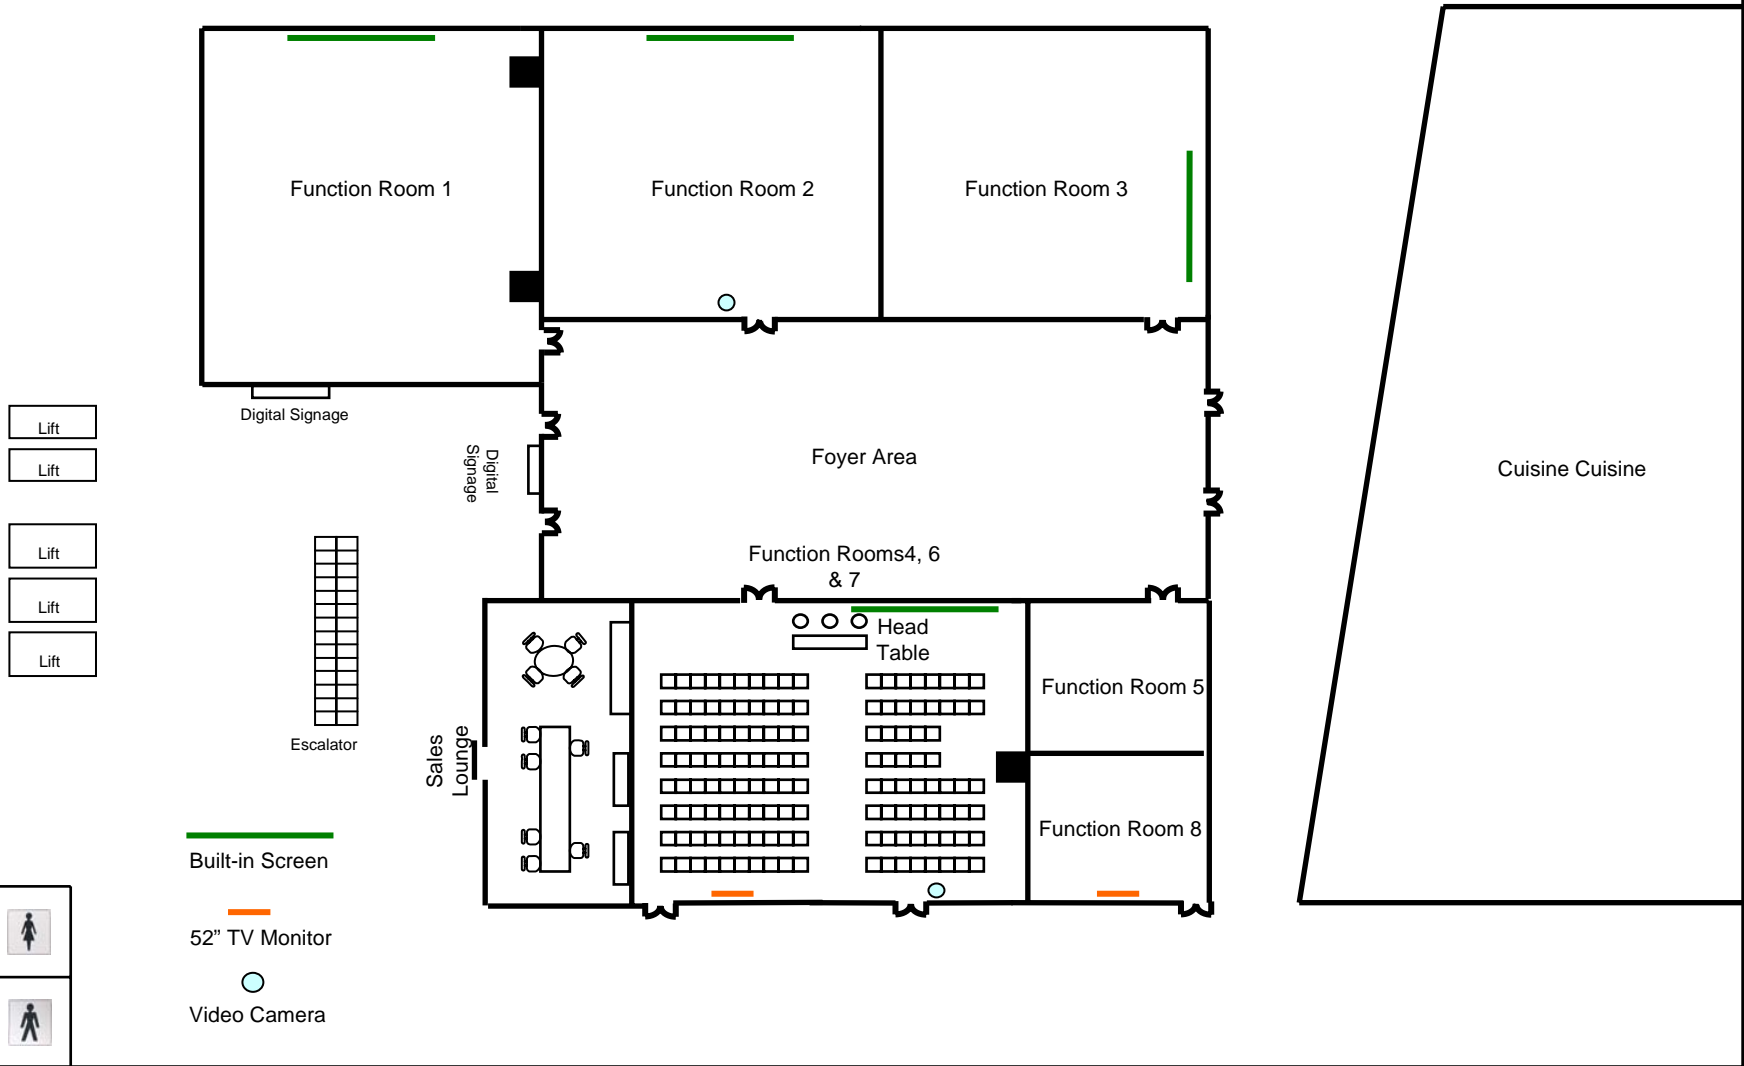 Function Room 1
Function Room 2
Function Room 3
Digital Signage
Lift
Lift
Lift
Lift
Lift
Digital
Signage
Foyer Area
Cuisine Cuisine
Function Rooms4, 6
& 7
Head
Table
Function Room 5
Function Room 8
Escalator
Sales
Lounge
Built-in Screen
52” TV Monitor
Video Camera